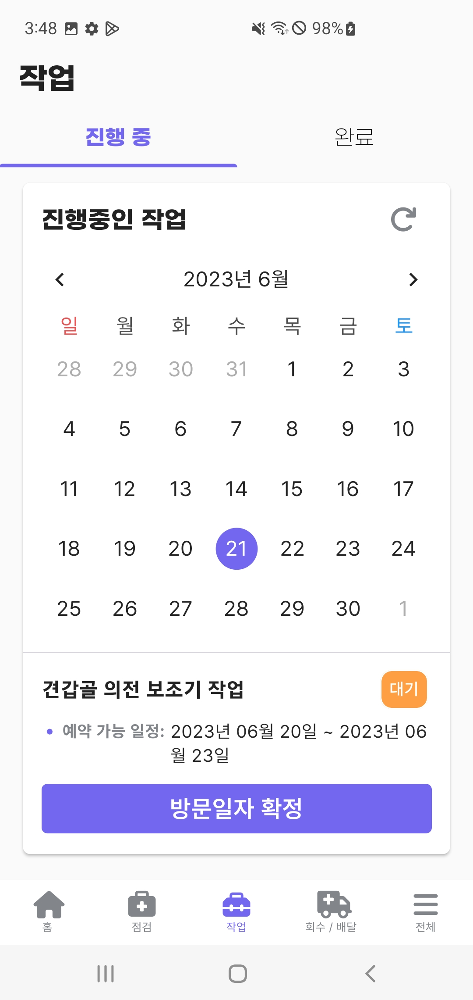 3:48 98%
작업
진행 중 완료
진행중인 작업
2023년 6월
일 월 화 수 목 금 토
28 29 30 31 1 2 3
4 5 6 7 8 9 10
11 12 13 14 15 16 17
18 19 20 21 22 23 24
25 26 27 28 29 30 1
견갑골 의전 보조기 작업 대기
예약 가능 일정: 2023년 06월 20일 ~ 2023년 06
월 23일
방문일자 확정
홈 점검 작업 회수 / 배달 전체